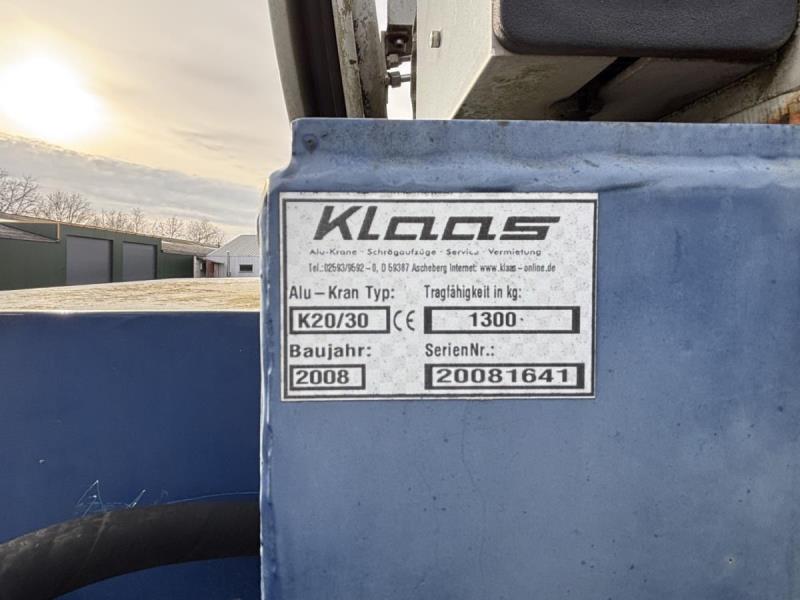 Klaas
Alu-Krane · Schrägaufzüge · Service · Vermietung
Tel.:02593/9592-0, D 59387 Ascheberg Internet: www.klaas-online.de
Alu-Kran Typ: Tragfähigkeit in kg:
K20/30 CE 1300
Baujahr: SerienNr.:
2008 20081641